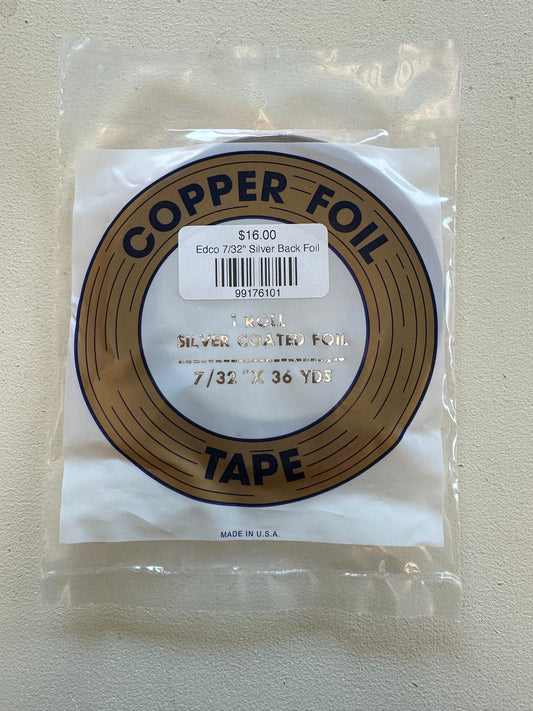 COPPER FOIL
$16.00
Edco 7/32" Silver Back Foil
99176101
1 ROLL
SILVER COATED FOIL
7/32" X 36 YDS
TAPE
MADE IN U.S.A.